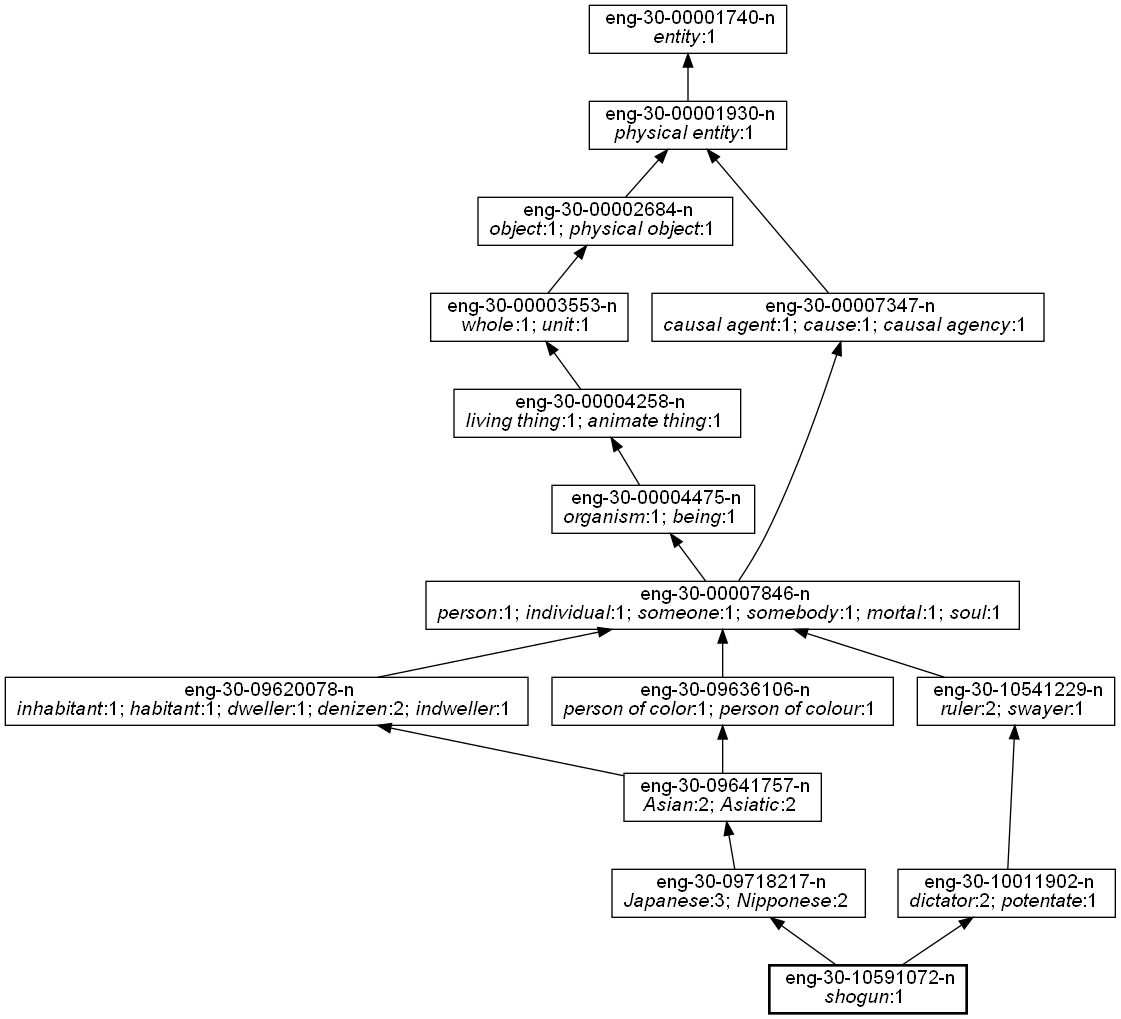 eng-30-00001740-n
entity:1
eng-30-00001930-n
physical entity:1
eng-30-00002684-n
object:1; physical object:1
eng-30-00003553-n
whole:1; unit:1
eng-30-00007347-n
causal agent:1; cause:1; causal agency:1
eng-30-00004258-n
living thing:1; animate thing:1
eng-30-00004475-n
organism:1; being:1
eng-30-00007846-n
person:1; individual:1; someone:1; somebody:1; mortal:1; soul:1
eng-30-09620078-n
inhabitant:1; habitant:1; dweller:1; denizen:2; indweller:1
eng-30-09636106-n
person of color:1; person of colour:1
eng-30-10541229-n
ruler:2; swayer:1
eng-30-09641757-n
Asian:2; Asiatic:2
eng-30-09718217-n
Japanese:3; Nipponese:2
eng-30-10011902-n
dictator:2; potentate:1
eng-30-10591072-n
shogun:1